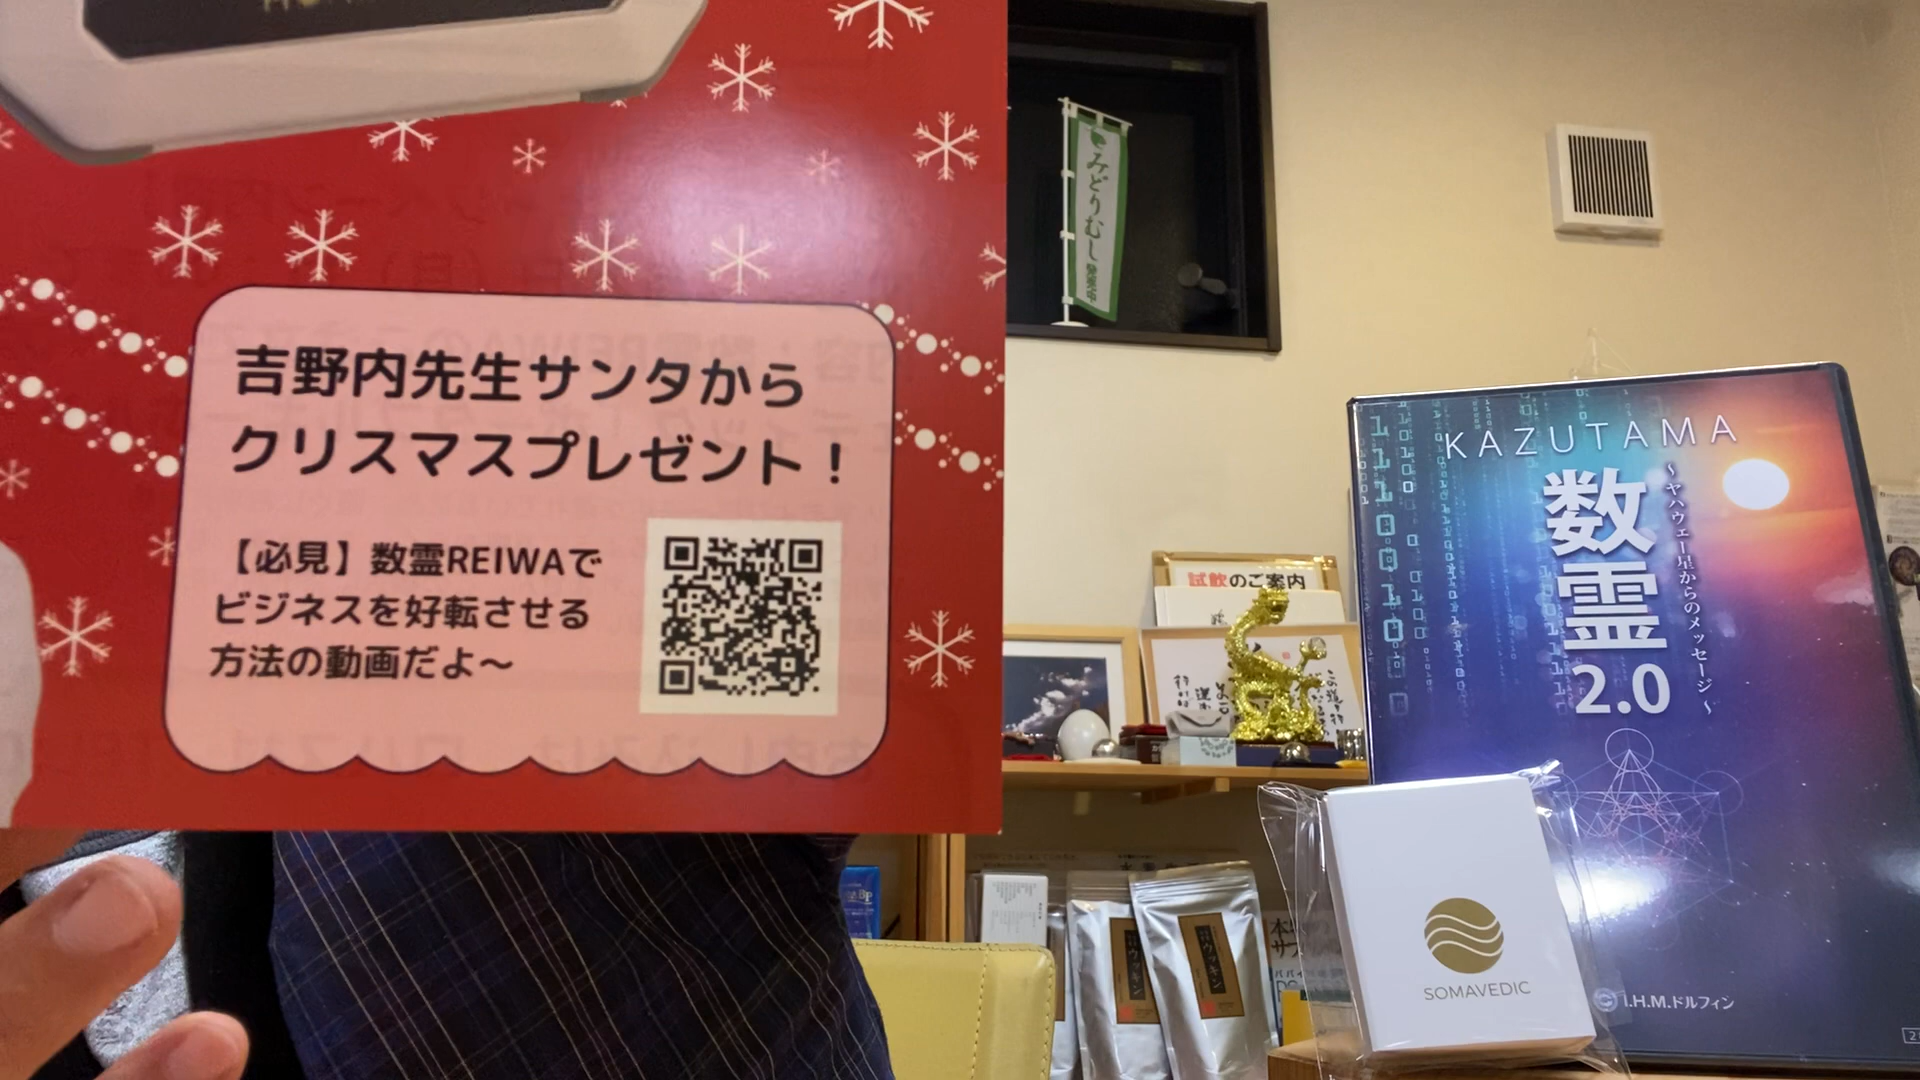 吉野内先生サンタから
クリスマスプレゼント！
【必見】数霊REIWAで
ビジネスを好転させる
方法の動画だよ～
みどりむし
試飲のご案内
KAZUTAMA
数霊
2.0
～ヤハウェー星からのメッセージ～
I.H.M.ドルフィン
SOMAVEDIC